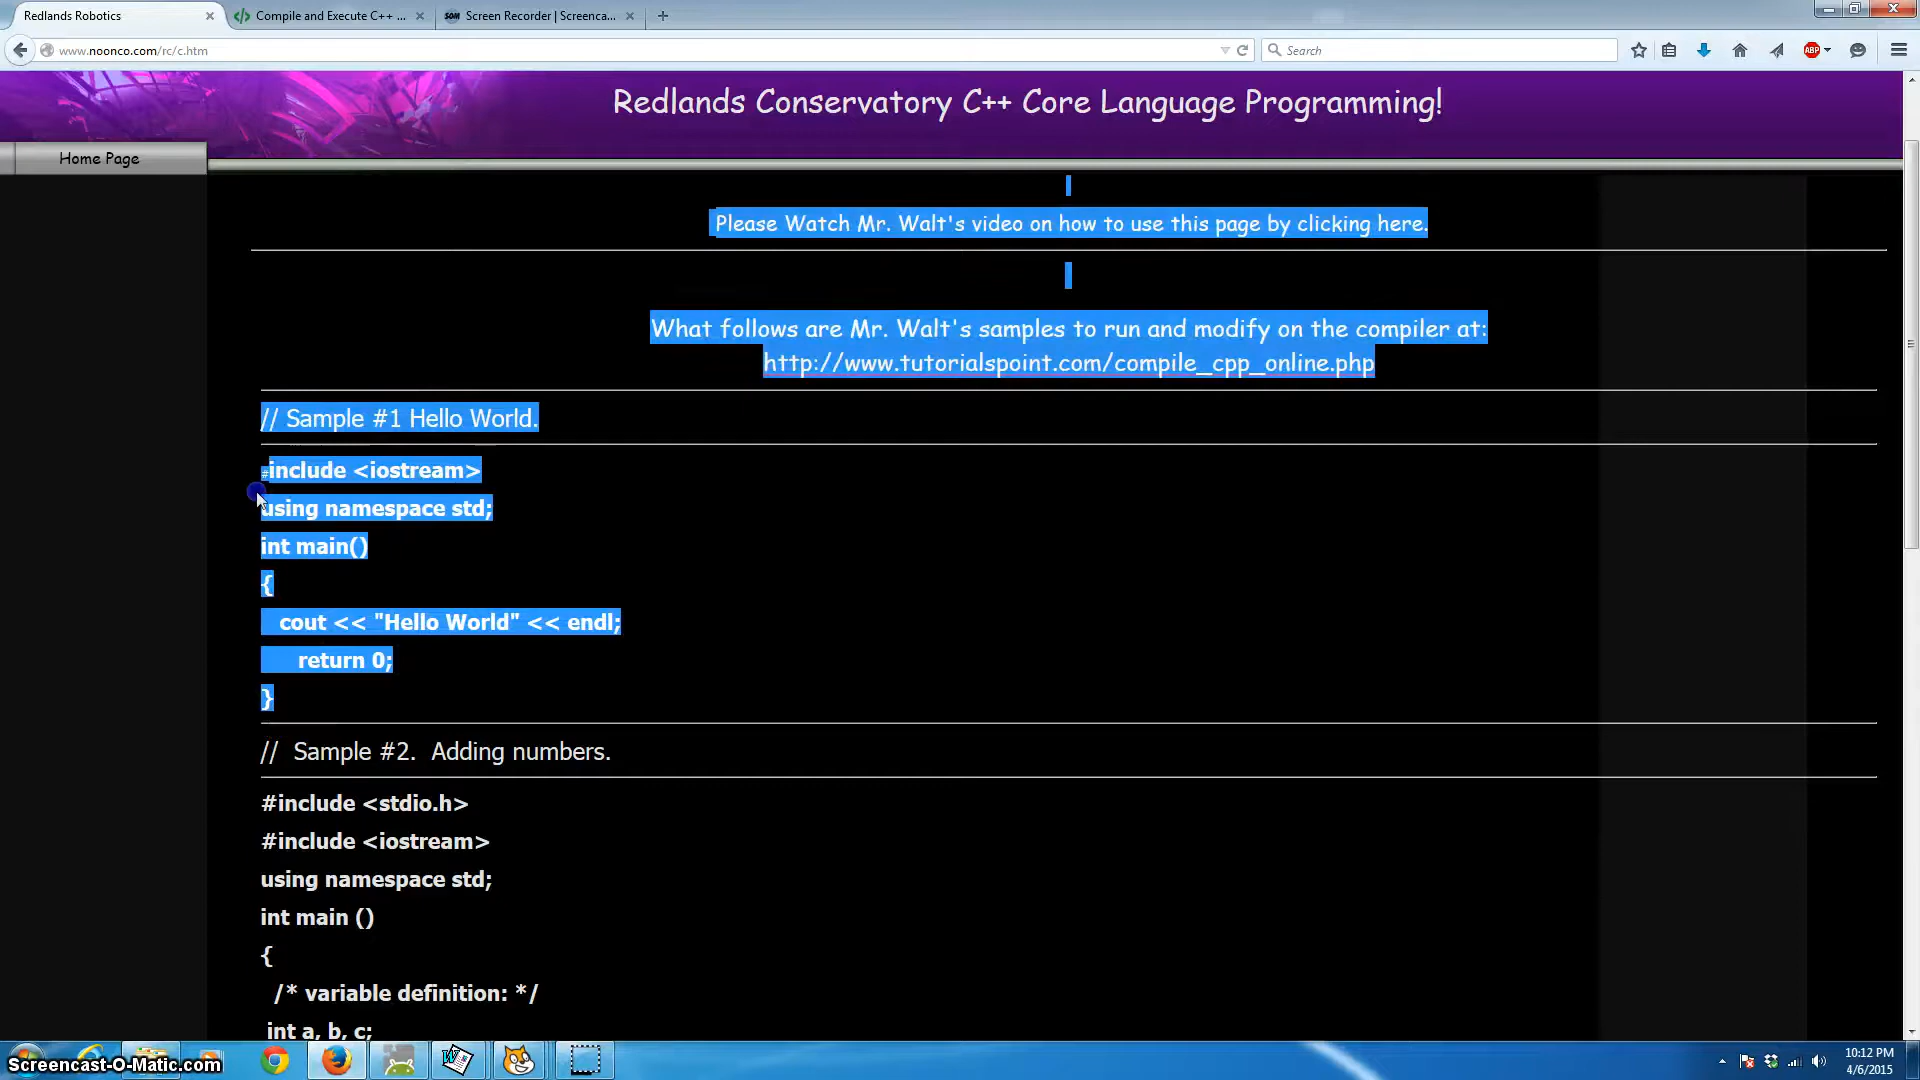 Redlands Robotics
Compile and Execute C++ ...
SOM Screen Recorder | Screenca...
www.noonco.com/rc/c.htm
Search
ABP
Redlands Conservatory C++ Core Language Programming!
Home Page
Please Watch Mr. Walt's video on how to use this page by clicking here.
What follows are Mr. Walt's samples to run and modify on the compiler at:
http://www.tutorialspoint.com/compile_cpp_online.php
// Sample #1 Hello World.
#include <iostream>
using namespace std;
int main()
{
cout << "Hello World" << endl;
return 0;
}
// Sample #2. Adding numbers.
#include <stdio.h>
#include <iostream>
using namespace std;
int main ()
{
/* variable definition: */
int a, b, c;
Screencast-O-Matic.com
10:12 PM
4/6/2015